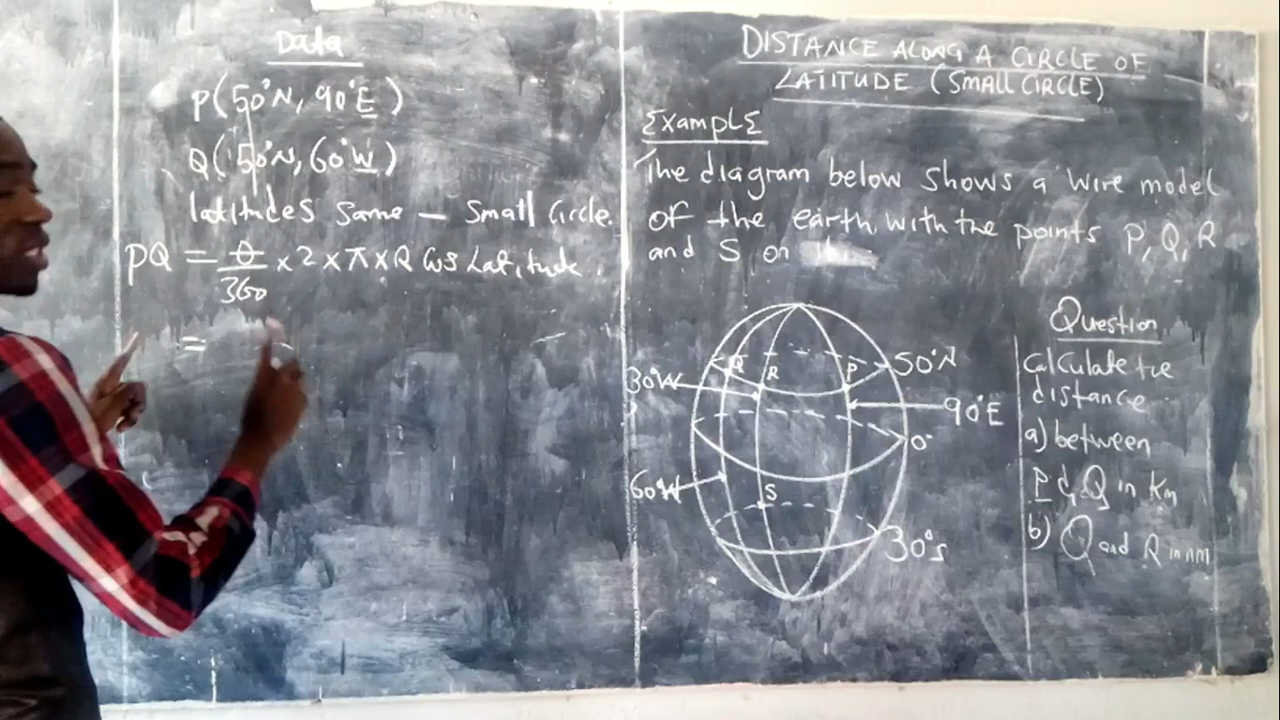 Data
P(50°N, 90°E)
Q(50°N, 60°W)
latitudes same — Small Circle.
PQ = θ/360 × 2 × π × R Cos Latitude.
=
DISTANCE ALONG A CIRCLE OF
LATITUDE (SMALL CIRCLE)
Example
The diagram below shows a wire model
of the earth with the points P, Q, R
and S on
Q
R
P
50°N
30°W
90°E
0°
60°W
S
30°S
Question
Calculate the
distance
a) between
P & Q in Km
b) Q and R in nm